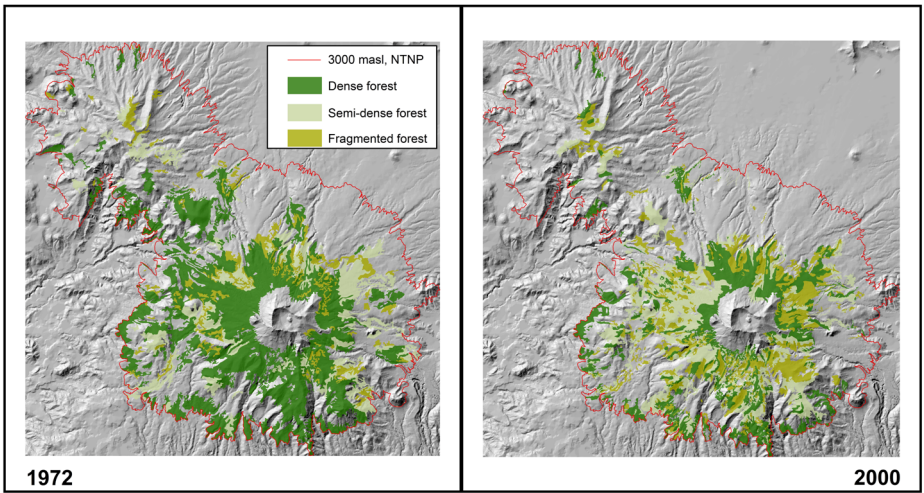 3000 masl, NTNP
Dense forest
Semi-dense forest
Fragmented forest
1972
2000